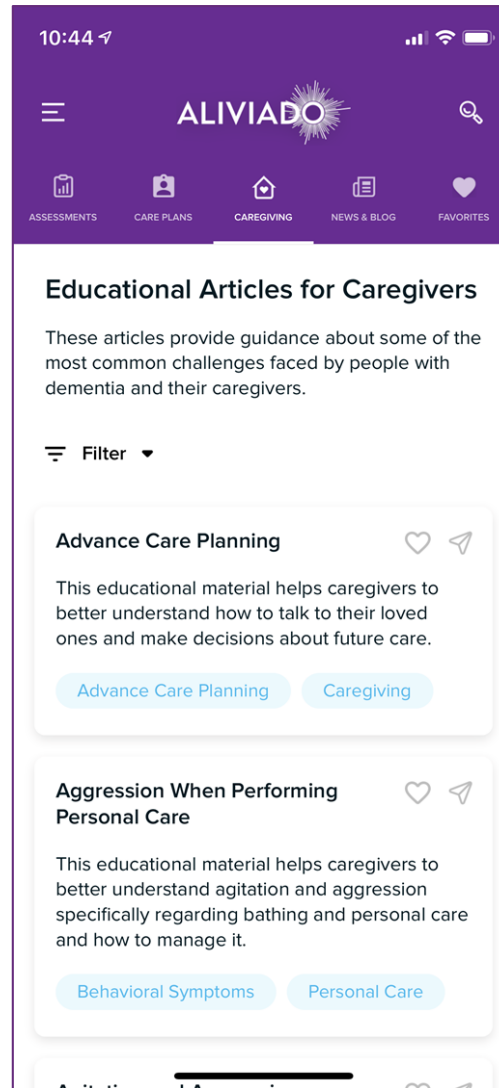 10:44
ALIVIADO
ASSESSMENTS
CARE PLANS
CAREGIVING
NEWS & BLOG
FAVORITES
Educational Articles for Caregivers
These articles provide guidance about some of the
most common challenges faced by people with
dementia and their caregivers.
Filter
Advance Care Planning
This educational material helps caregivers to
better understand how to talk to their loved
ones and make decisions about future care.
Advance Care Planning
Caregiving
Aggression When Performing
Personal Care
This educational material helps caregivers to
better understand agitation and aggression
specifically regarding bathing and personal care
and how to manage it.
Behavioral Symptoms
Personal Care